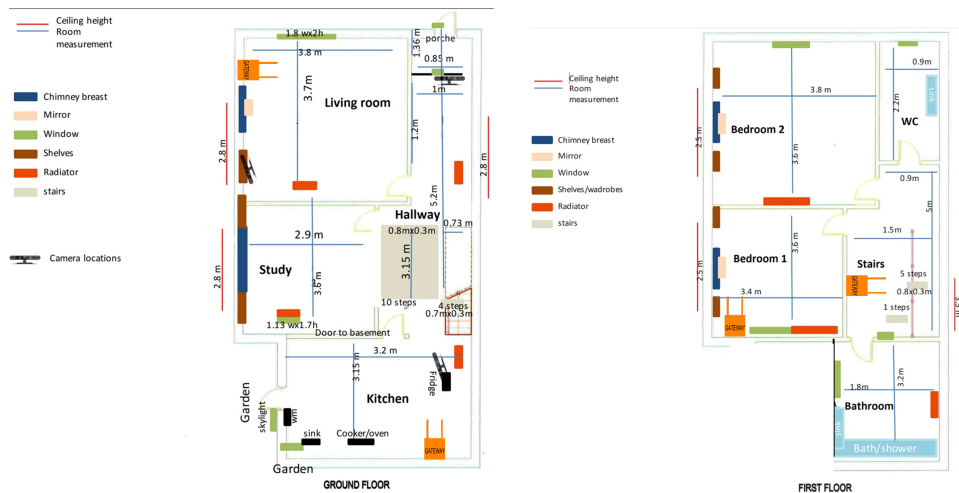 Ceiling height
Room
measurement
Chimney breast
Mirror
Window
Shelves
Radiator
stairs
Camera locations
1.8 wx2h
3.8 m
GATEWAY
3.7m
Living room
2.8 m
1.36 m
porche
0.85 m
1m
1.2m
2.8 m
5.2m
Hallway
0.73 m
0.8mx0.3m
3.15 m
10 steps
4 steps
0.7mx0.3m
2.9 m
Study
3.6 m
2.8 m
1.13 wx1.7h
Door to basement
3.2 m
3.15 m
Fridge
Kitchen
Garden
skylight
wm
sink
Cooker/oven
GATEWAY
Garden
GROUND FLOOR
Ceiling height
Room
measurement
Chimney breast
Mirror
Window
Shelves/wadrobes
Radiator
stairs
3.8 m
Bedroom 2
2.5 m
3.6 m
0.9m
2.2m
sink
WC
0.9m
5m
1.5m
Bedroom 1
3.6 m
2.5 m
3.4 m
GATEWAY
Stairs
GATEWAY
5 steps
0.8x0.3m
1 steps
1.8m
3.2m
Bathroom
sink
Bath/shower
FIRST FLOOR